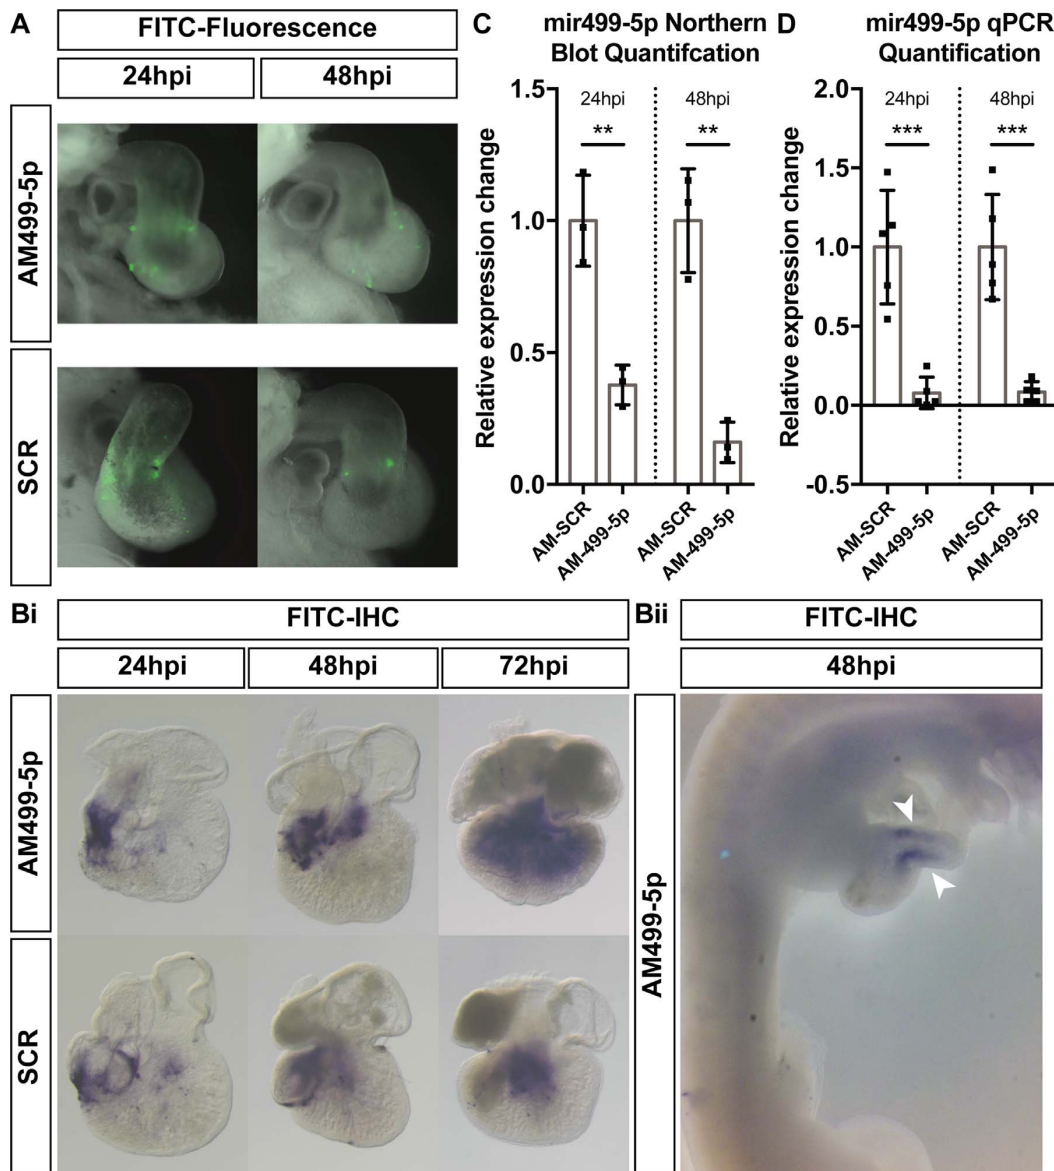 A
FITC-Fluorescence
24hpi
48hpi
AM499-5p
SCR
C
mir499-5p Northern
Blot Quantifcation
Relative expression change
1.5
1.0
0.5
0.0
24hpi
48hpi
**
**
AM-SCR
AM-499-5p
AM-SCR
AM-499-5p
D
mir499-5p qPCR
Quantification
Relative expression change
2.0
1.5
1.0
0.5
0.0
-0.5
24hpi
48hpi
***
***
AM-SCR
AM-499-5p
AM-SCR
AM-499-5p
Bi
FITC-IHC
24hpi
48hpi
72hpi
AM499-5p
SCR
Bii
FITC-IHC
48hpi
AM499-5p